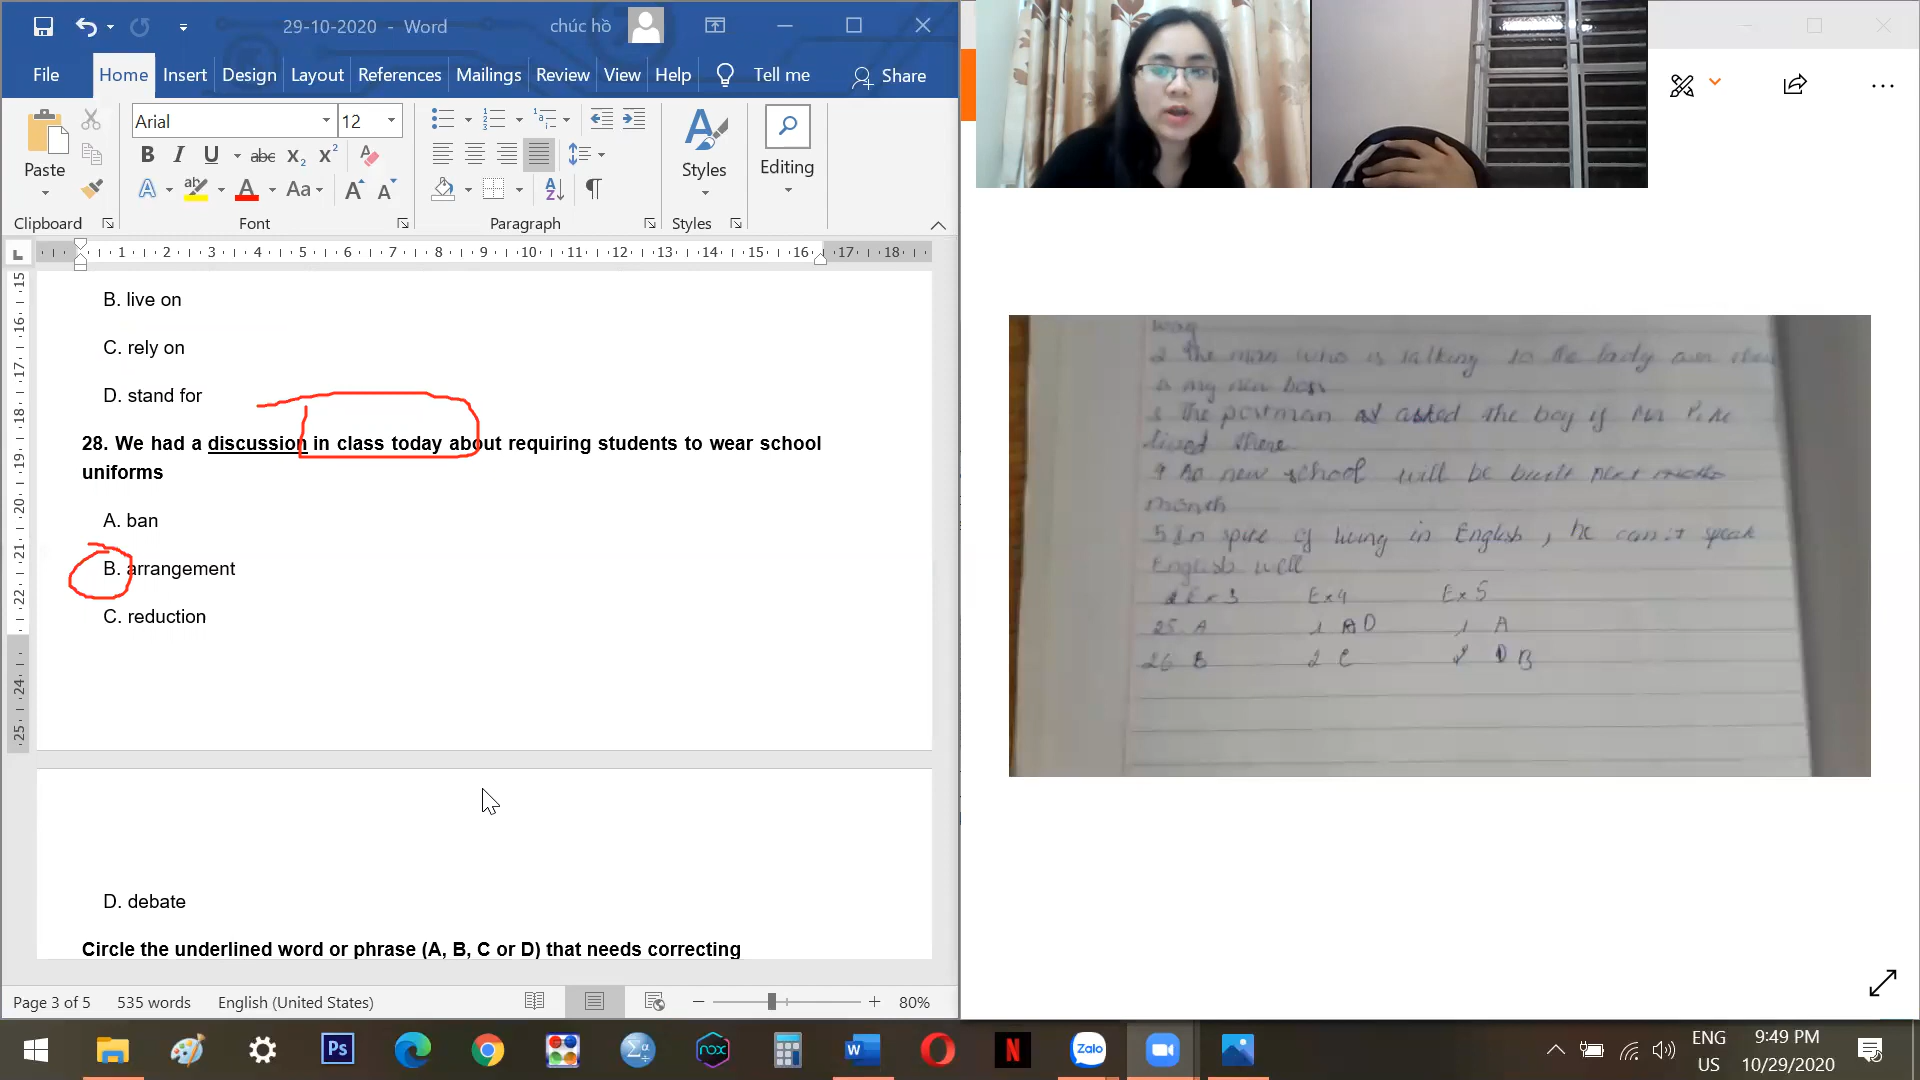 29-10-2020 - Word
chúc hồ
File
Home
Insert
Design
Layout
References
Mailings
Review
View
Help
Tell me
Share
Paste
Arial
12
Styles
Editing
Clipboard
Font
Paragraph
Styles
B. live on
C. rely on
D. stand for
28. We had a discussion in class today about requiring students to wear school
uniforms
A. ban
B. arrangement
C. reduction
D. debate
Circle the underlined word or phrase (A, B, C or D) that needs correcting
Page 3 of 5
535 words
English (United States)
80%
way
2 The man who is talking to the lady over
is my new boss
The postman asked the boy if Mr
lived there
new school will be built next
month
5 In spite of living in English, he can't speak
English well
Ex 3 Ex 4 Ex 5
25. A 1 D 1 A
26 B 2 C 2 B
ENG
US
9:49 PM
10/29/2020
Ps
nox
W
N
Zalo